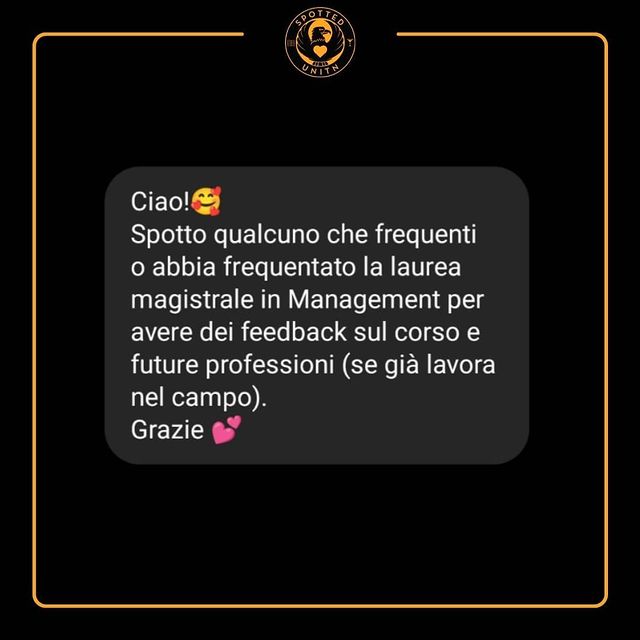 SPOTTED
UNITN
Ciao!🥰
Spotto qualcuno che frequenti
o abbia frequentato la laurea
magistrale in Management per
avere dei feedback sul corso e
future professioni (se già lavora
nel campo).
Grazie 💕